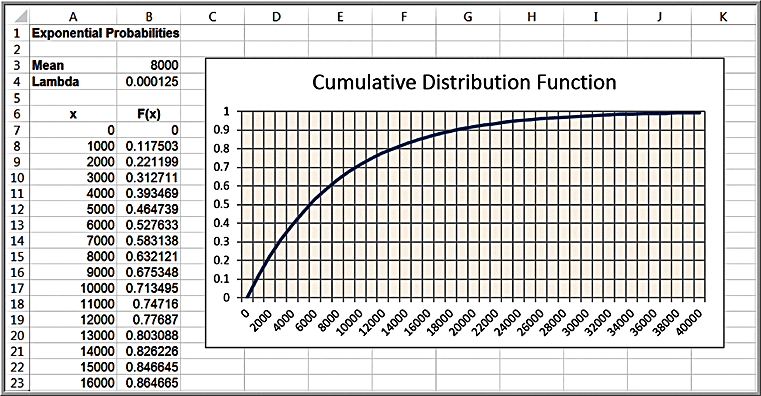 A B C D E F G H I J K
1 Exponential Probabilities
2
3 Mean 8000
4 Lambda 0.000125
5
6 x F(x)
7 0 0
8 1000 0.117503
9 2000 0.221199
10 3000 0.312711
11 4000 0.393469
12 5000 0.464739
13 6000 0.527633
14 7000 0.583138
15 8000 0.632121
16 9000 0.675348
17 10000 0.713495
18 11000 0.74716
19 12000 0.77687
20 13000 0.803088
21 14000 0.826226
22 15000 0.846645
23 16000 0.864665
Cumulative Distribution Function
1
0.9
0.8
0.7
0.6
0.5
0.4
0.3
0.2
0.1
0
0 2000 4000 6000 8000 10000 12000 14000 16000 18000 20000 22000 24000 26000 28000 30000 32000 34000 36000 38000 40000